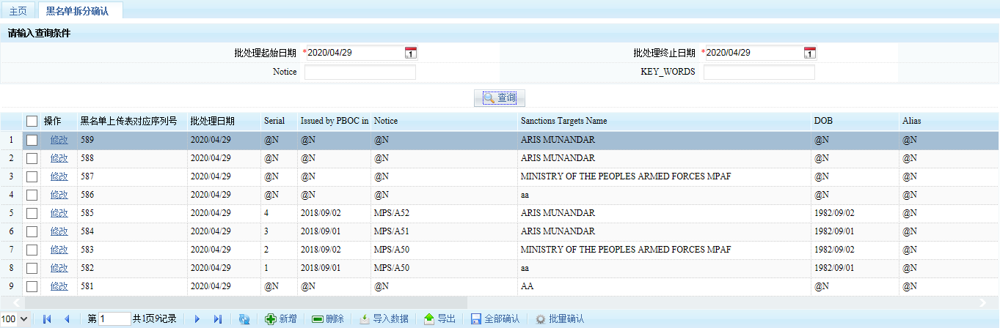 主页 黑名单拆分确认
请输入查询条件
批处理起始日期 *2020/04/29 批处理终止日期 *2020/04/29
Notice KEY_WORDS
查询
操作 黑名单上传表对应序列号 批处理日期 Serial Issued by PBOC in Notice Sanctions Targets Name DOB Alias
1 修改 589 2020/04/29 @N @N @N ARIS MUNANDAR @N @N
2 修改 588 2020/04/29 @N @N @N ARIS MUNANDAR @N @N
3 修改 587 2020/04/29 @N @N @N MINISTRY OF THE PEOPLES ARMED FORCES MPAF @N @N
4 修改 586 2020/04/29 @N @N @N aa @N @N
5 修改 585 2020/04/29 4 2018/09/02 MPS/A52 ARIS MUNANDAR 1982/09/02 @N
6 修改 584 2020/04/29 3 2018/09/01 MPS/A51 ARIS MUNANDAR 1982/09/01 @N
7 修改 583 2020/04/29 2 2018/09/02 MPS/A50 MINISTRY OF THE PEOPLES ARMED FORCES MPAF 1982/09/02 @N
8 修改 582 2020/04/29 1 2018/09/01 MPS/A50 aa 1982/09/01 @N
9 修改 581 2020/04/29 @N @N @N AA @N @N
100 第 1 共1页9记录 新增 删除 导入数据 导出 全部确认 批量确认